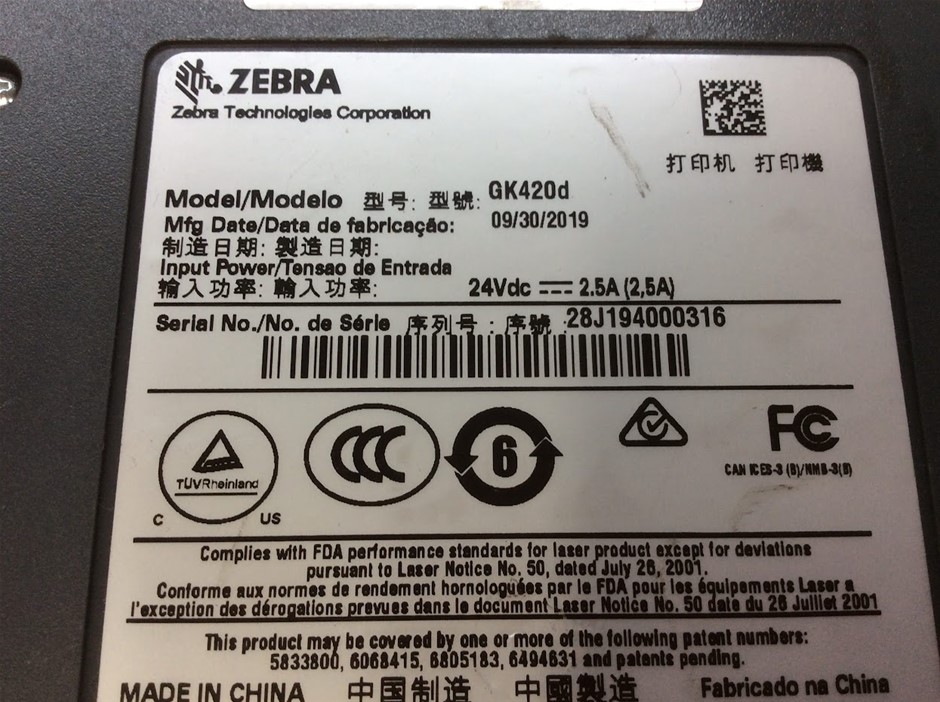 ZEBRA
Zebra Technologies Corporation
打印机 打印機
Model/Modelo 型号: 型號: GK420d
Mfg Date/Data de fabricação: 09/30/2019
制造日期: 製造日期:
Input Power/Tensao de Entrada
输入功率: 輸入功率: 24Vdc 2.5A (2,5A)
Serial No./No. de Série 序列号: 序號: 28J194000316
TÜVRheinland
C US
CCC
6
FC
CAN ICES-3 (B)/NMB-3(B)
Complies with FDA performance standards for laser product except for deviations
pursuant to Laser Notice No. 50, dated July 26, 2001.
Conforme aux normes de rendement homologuées par le FDA pour les équipements Laser a
l'exception des dérogations prevues dans le document Laser Notice No. 50 date du 26 Juillet 2001
This product may be covered by one or more of the following patent numbers:
5833800, 6068415, 6805183, 6494631 and patents pending.
MADE IN CHINA 中国制造 中國製造 Fabricado na China